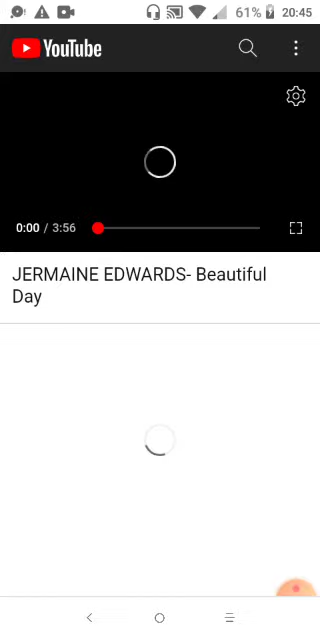 61% 20:45
YouTube
0:00 / 3:56
JERMAINE EDWARDS- Beautiful
Day